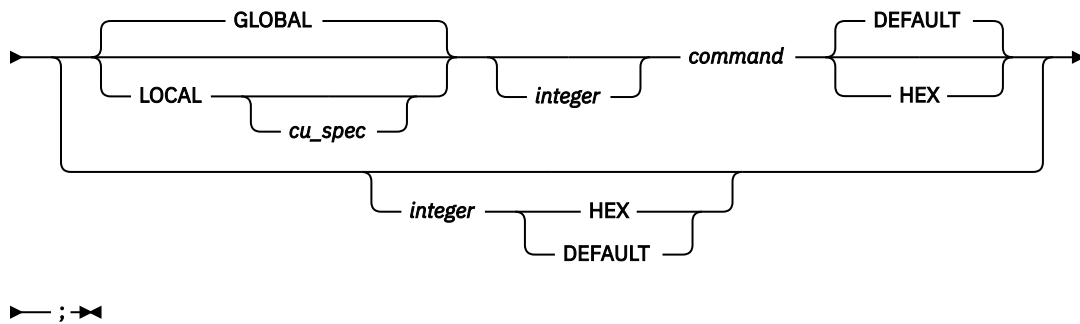 GLOBAL DEFAULT
command
LOCAL integer HEX
cu_spec
integer HEX
DEFAULT
;